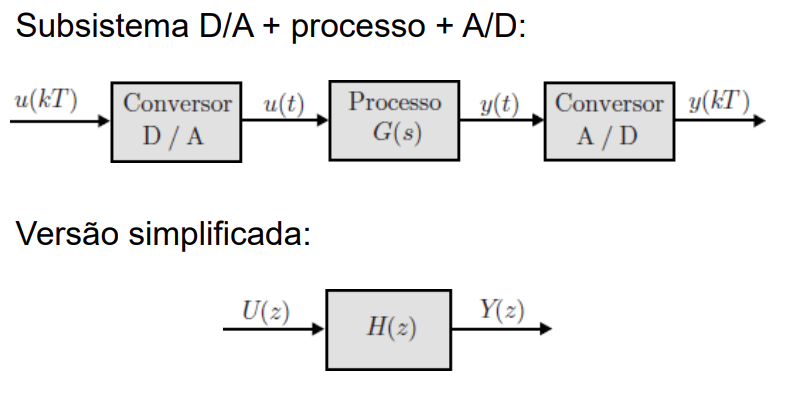 Subsistema D/A + processo + A/D:
u(kT)
Conversor
D / A
u(t)
Processo
G(s)
y(t)
Conversor
A / D
y(kT)
Versão simplificada:
U(z)
H(z)
Y(z)